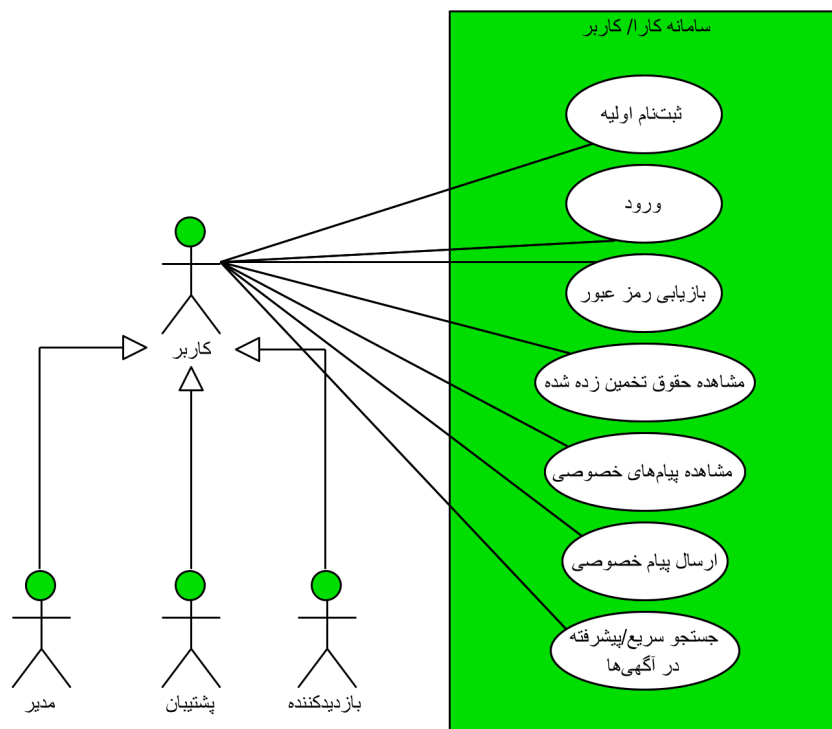 سامانه کارا/ کاربر
ثبت‌نام اولیه
ورود
بازیابی رمز عبور
مشاهده حقوق تخمین زده شده
مشاهده پیام‌های خصوصی
ارسال پیام خصوصی
جستجو سریع/پیشرفته
در آگهی‌ها
کاربر
بازدیدکننده
پشتیبان
مدیر